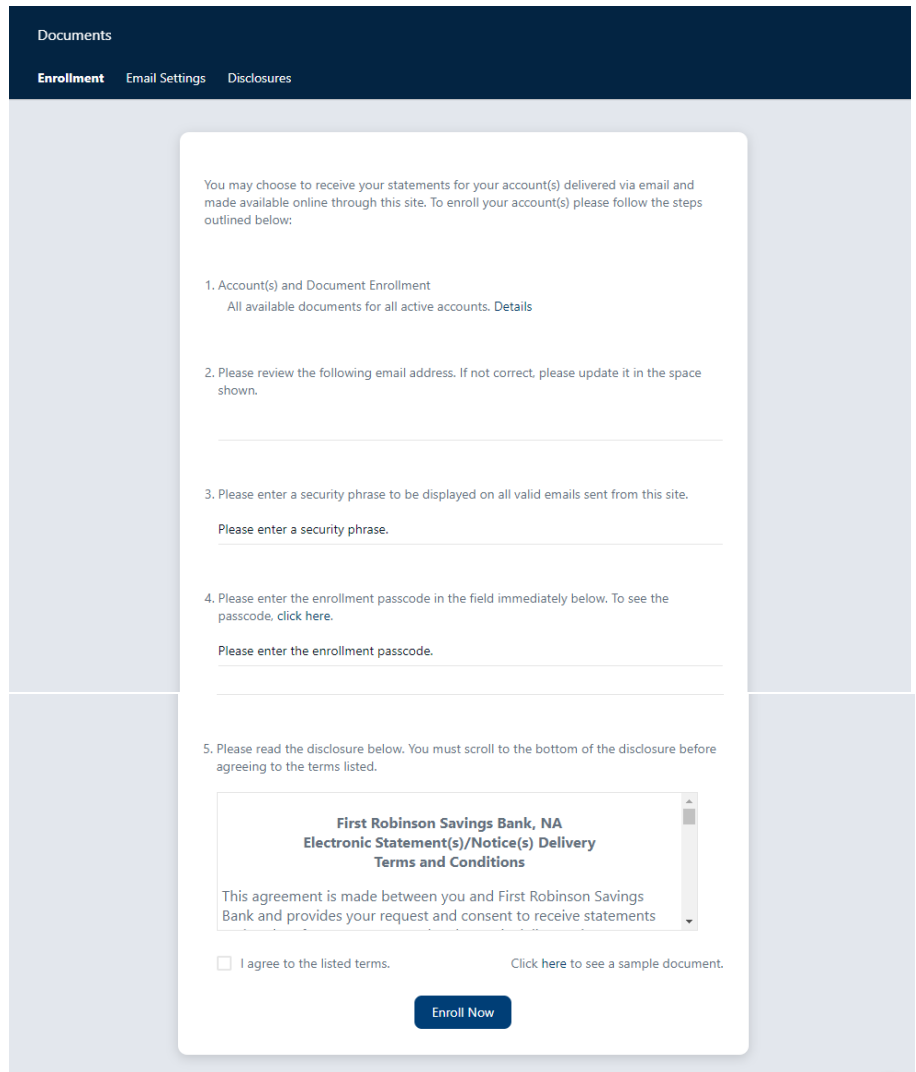 Documents
Enrollment Email Settings Disclosures
You may choose to receive your statements for your account(s) delivered via email and
made available online through this site. To enroll your account(s) please follow the steps
outlined below:
1. Account(s) and Document Enrollment
All available documents for all active accounts. Details
2. Please review the following email address. If not correct, please update it in the space
shown.
3. Please enter a security phrase to be displayed on all valid emails sent from this site.
Please enter a security phrase.
4. Please enter the enrollment passcode in the field immediately below. To see the
passcode, click here.
Please enter the enrollment passcode.
5. Please read the disclosure below. You must scroll to the bottom of the disclosure before
agreeing to the terms listed.
First Robinson Savings Bank, NA
Electronic Statement(s)/Notice(s) Delivery
Terms and Conditions
This agreement is made between you and First Robinson Savings
Bank and provides your request and consent to receive statements
I agree to the listed terms. Click here to see a sample document.
Enroll Now